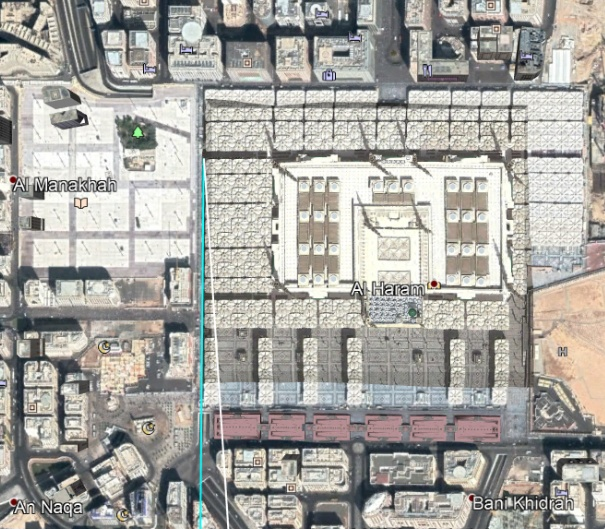 Al Manakhah
Al Haram
H
An Naqa
Bani Khidrah